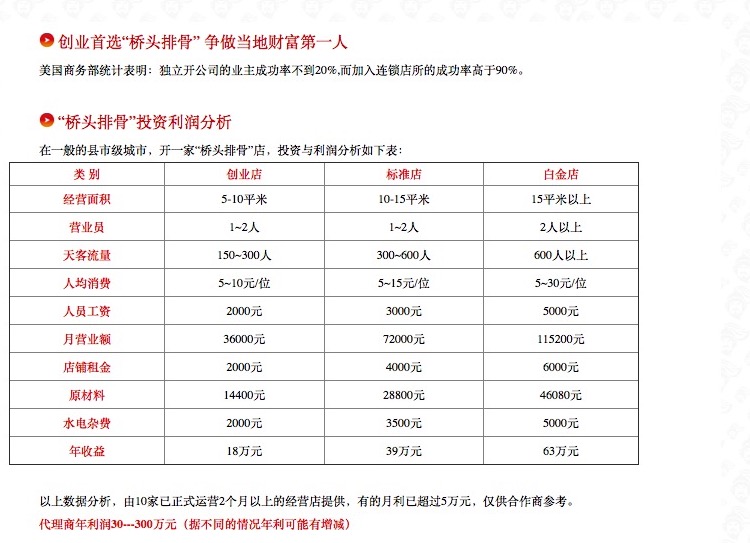 创业首选“桥头排骨” 争做当地财富第一人
美国商务部统计表明：独立开公司的业主成功率不到20%,而加入连锁店所的成功率高于90%。
“桥头排骨”投资利润分析
在一般的县市级城市，开一家“桥头排骨”店，投资与利润分析如下表：
类 别 创业店 标准店 白金店
经营面积 5-10平米 10-15平米 15平米以上
营业员 1~2人 1~2人 2人以上
天客流量 150~300人 300~600人 600人以上
人均消费 5~10元/位 5~15元/位 5~30元/位
人员工资 2000元 3000元 5000元
月营业额 36000元 72000元 115200元
店铺租金 2000元 4000元 6000元
原材料 14400元 28800元 46080元
水电杂费 2000元 3500元 5000元
年收益 18万元 39万元 63万元
以上数据分析，由10家已正式运营2个月以上的经营店提供，有的月利已超过5万元，仅供合作商参考。
代理商年利润30---300万元（据不同的情况年利可能有增减）